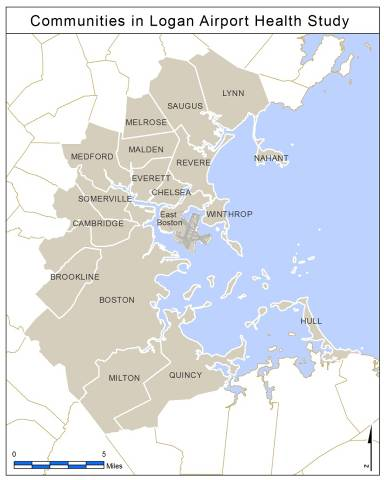 Communities in Logan Airport Health Study
LYNN
SAUGUS
MELROSE
MALDEN
MEDFORD
REVERE
NAHANT
EVERETT
CHELSEA
SOMERVILLE
East
Boston
WINTHROP
CAMBRIDGE
BROOKLINE
BOSTON
HULL
MILTON
QUINCY
0 5
Miles
N